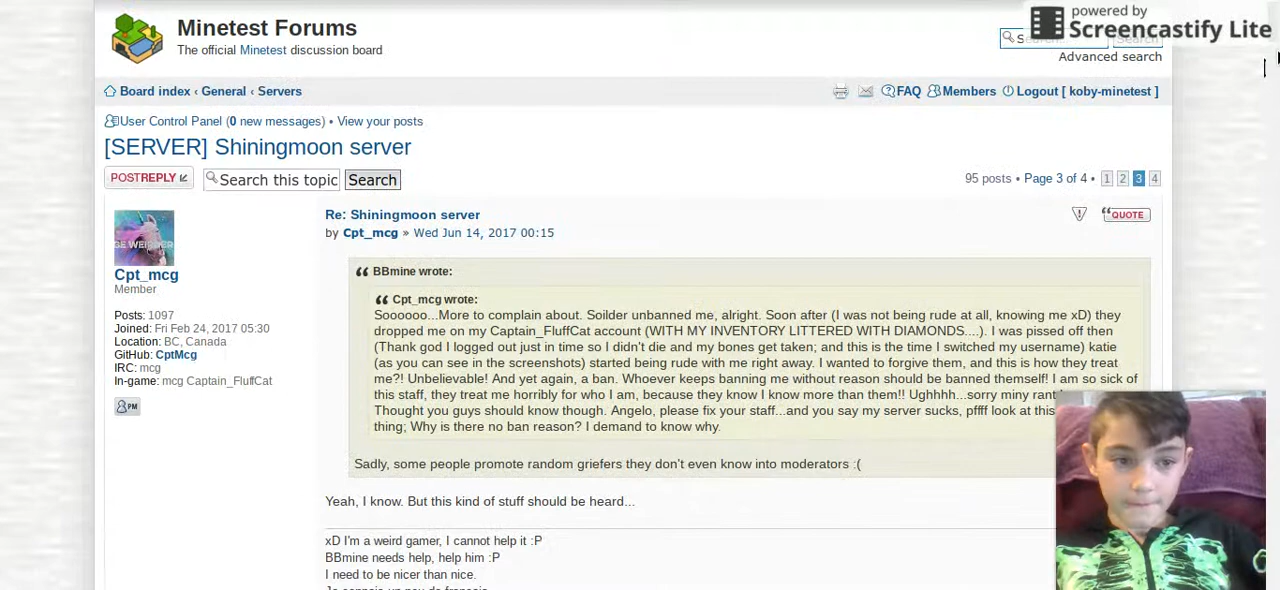 powered by
Screencastify Lite
Minetest Forums
The official Minetest discussion board
Advanced search
Board index ‹ General ‹ Servers
FAQ Members Logout [ koby-minetest ]
User Control Panel (0 new messages) • View your posts
[SERVER] Shiningmoon server
POSTREPLY Search this topic Search
95 posts • Page 3 of 4 • 1 2 3 4
Re: Shiningmoon server
QUOTE
by Cpt_mcg » Wed Jun 14, 2017 00:15
Cpt_mcg
Member
Posts: 1097
Joined: Fri Feb 24, 2017 05:30
Location: BC, Canada
GitHub: CptMcg
IRC: mcg
In-game: mcg Captain_FluffCat
PM
BBmine wrote:
Cpt_mcg wrote:
Soooooo...More to complain about. Soilder unbanned me, alright. Soon after (I was not being rude at all, knowing me xD) they
dropped me on my Captain_FluffCat account (WITH MY INVENTORY LITTERED WITH DIAMONDS....). I was pissed off then
(Thank god I logged out just in time so I didn't die and my bones get taken; and this is the time I switched my username) katie
(as you can see in the screenshots) started being rude with me right away. I wanted to forgive them, and this is how they treat
me?! Unbelievable! And yet again, a ban. Whoever keeps banning me without reason should be banned themself! I am so sick of
this staff, they treat me horribly for who I am, because they know I know more than them!! Ughhhh...sorry miny
Thought you guys should know though. Angelo, please fix your staff...and you say my server sucks, pffff look at this
thing; Why is there no ban reason? I demand to know why.
Sadly, some people promote random griefers they don't even know into moderators :(
Yeah, I know. But this kind of stuff should be heard...
xD I'm a weird gamer, I cannot help it :P
BBmine needs help, help him :P
I need to be nicer than nice.